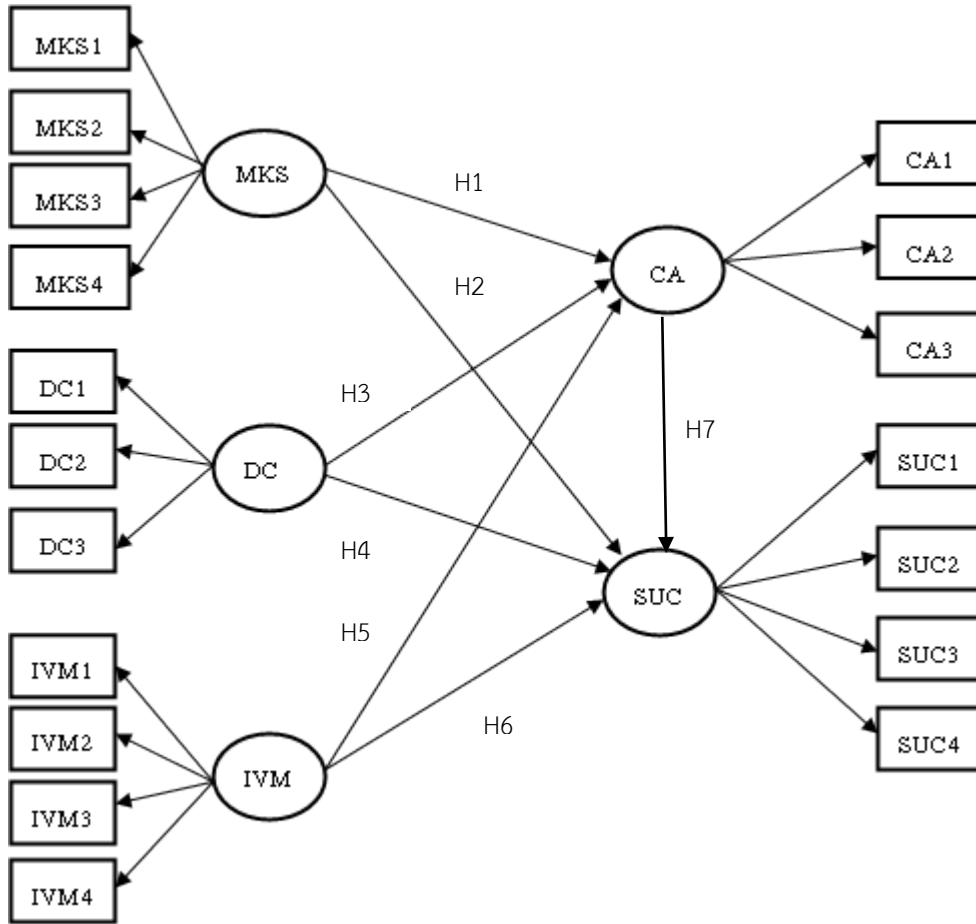 MKS1
MKS2
MKS3
MKS4
MKS
H1
H2
CA
CA1
CA2
CA3
DC1
DC2
DC3
DC
H3
H4
H7
SUC
SUC1
SUC2
SUC3
SUC4
IVM1
IVM2
IVM3
IVM4
IVM
H5
H6